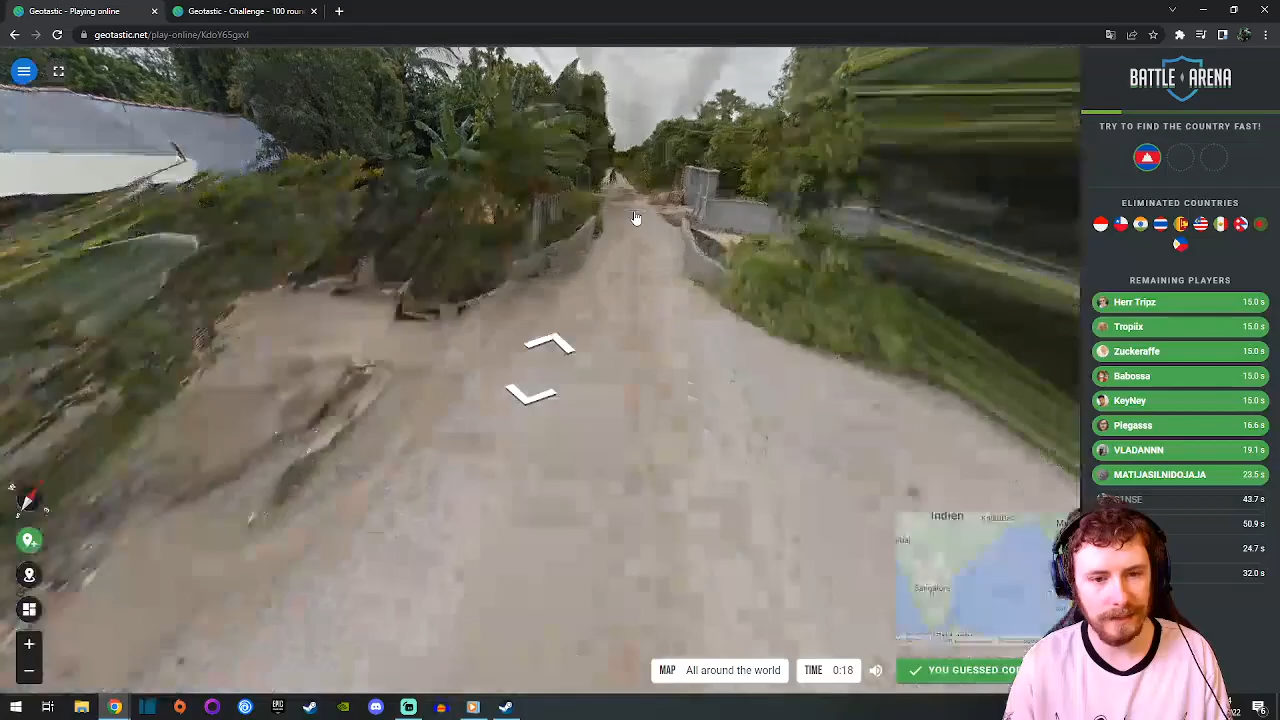 Geotastic - Playing online
Geotastic - Challenge - 100 roun
geotastic.net/play-online/KdoY65gxvI
BATTLE ARENA
TRY TO FIND THE COUNTRY FAST!
ELIMINATED COUNTRIES
REMAINING PLAYERS
Herr Tripz 15.0 s
Tropiix 15.0 s
Zuckeraffe 15.0 s
Babossa 15.0 s
KeyNey 15.0 s
Piegasss 16.6 s
VLADANNN 19.1 s
MATIJASILNIDOJAJA 23.5 s
43.7 s
50.9 s
24.7 s
32.0 s
Indien
Bangalore
MAP All around the world
TIME 0:18
YOU GUESSED
EPIC